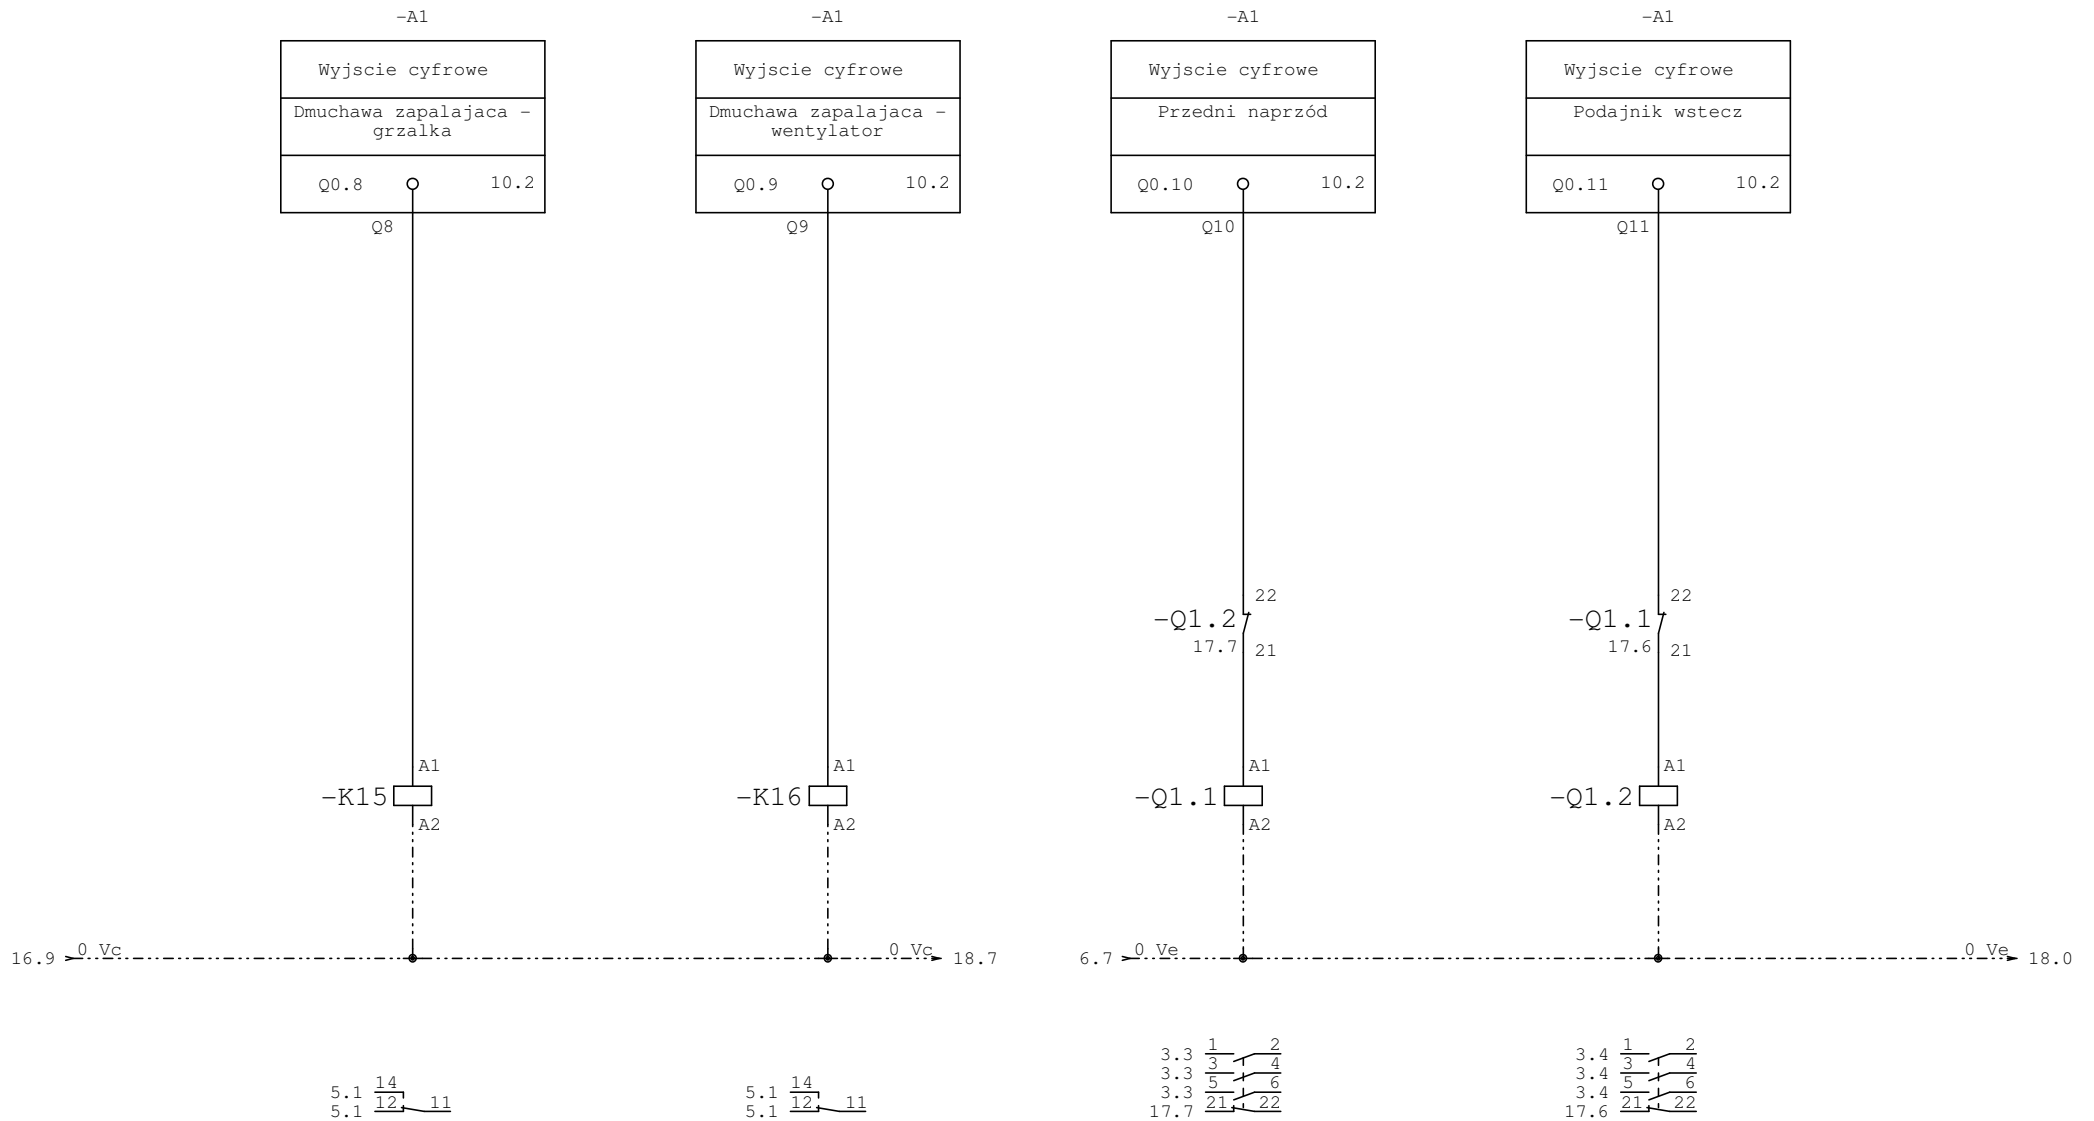 -A1
-A1
-A1
-A1
Wyjscie cyfrowe
Wyjscie cyfrowe
Wyjscie cyfrowe
Wyjscie cyfrowe
Dmuchawa zapalajaca -
grzalka
Dmuchawa zapalajaca -
wentylator
Przedni naprzód
Podajnik wstecz
Q0.8 10.2
Q0.9 10.2
Q0.10 10.2
Q0.11 10.2
Q8
Q9
Q10
Q11
22
-Q1.2
17.7 21
22
-Q1.1
17.6 21
A1
-K15
A2
A1
-K16
A2
A1
-Q1.1
A2
A1
-Q1.2
A2
16.9 0 Vc 0 Vc 18.7
6.7 0 Ve 0 Ve 18.0
14
5.1
5.1 12 11
14
5.1
5.1 12 11
3.3 1 2
3.3 3 4
3.3 5 6
17.7 21 22
3.4 1 2
3.4 3 4
3.4 5 6
17.6 21 22